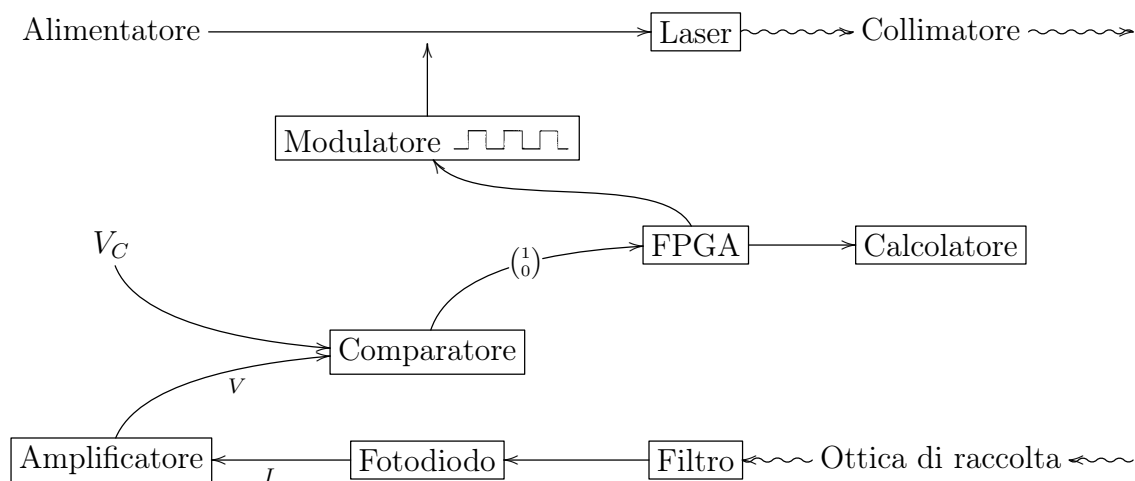 Alimentatore
Laser
Collimatore
Modulatore
V_C
FPGA
Calcolatore
(1
0)
Comparatore
V
Amplificatore
I
Fotodiodo
Filtro
Ottica di raccolta